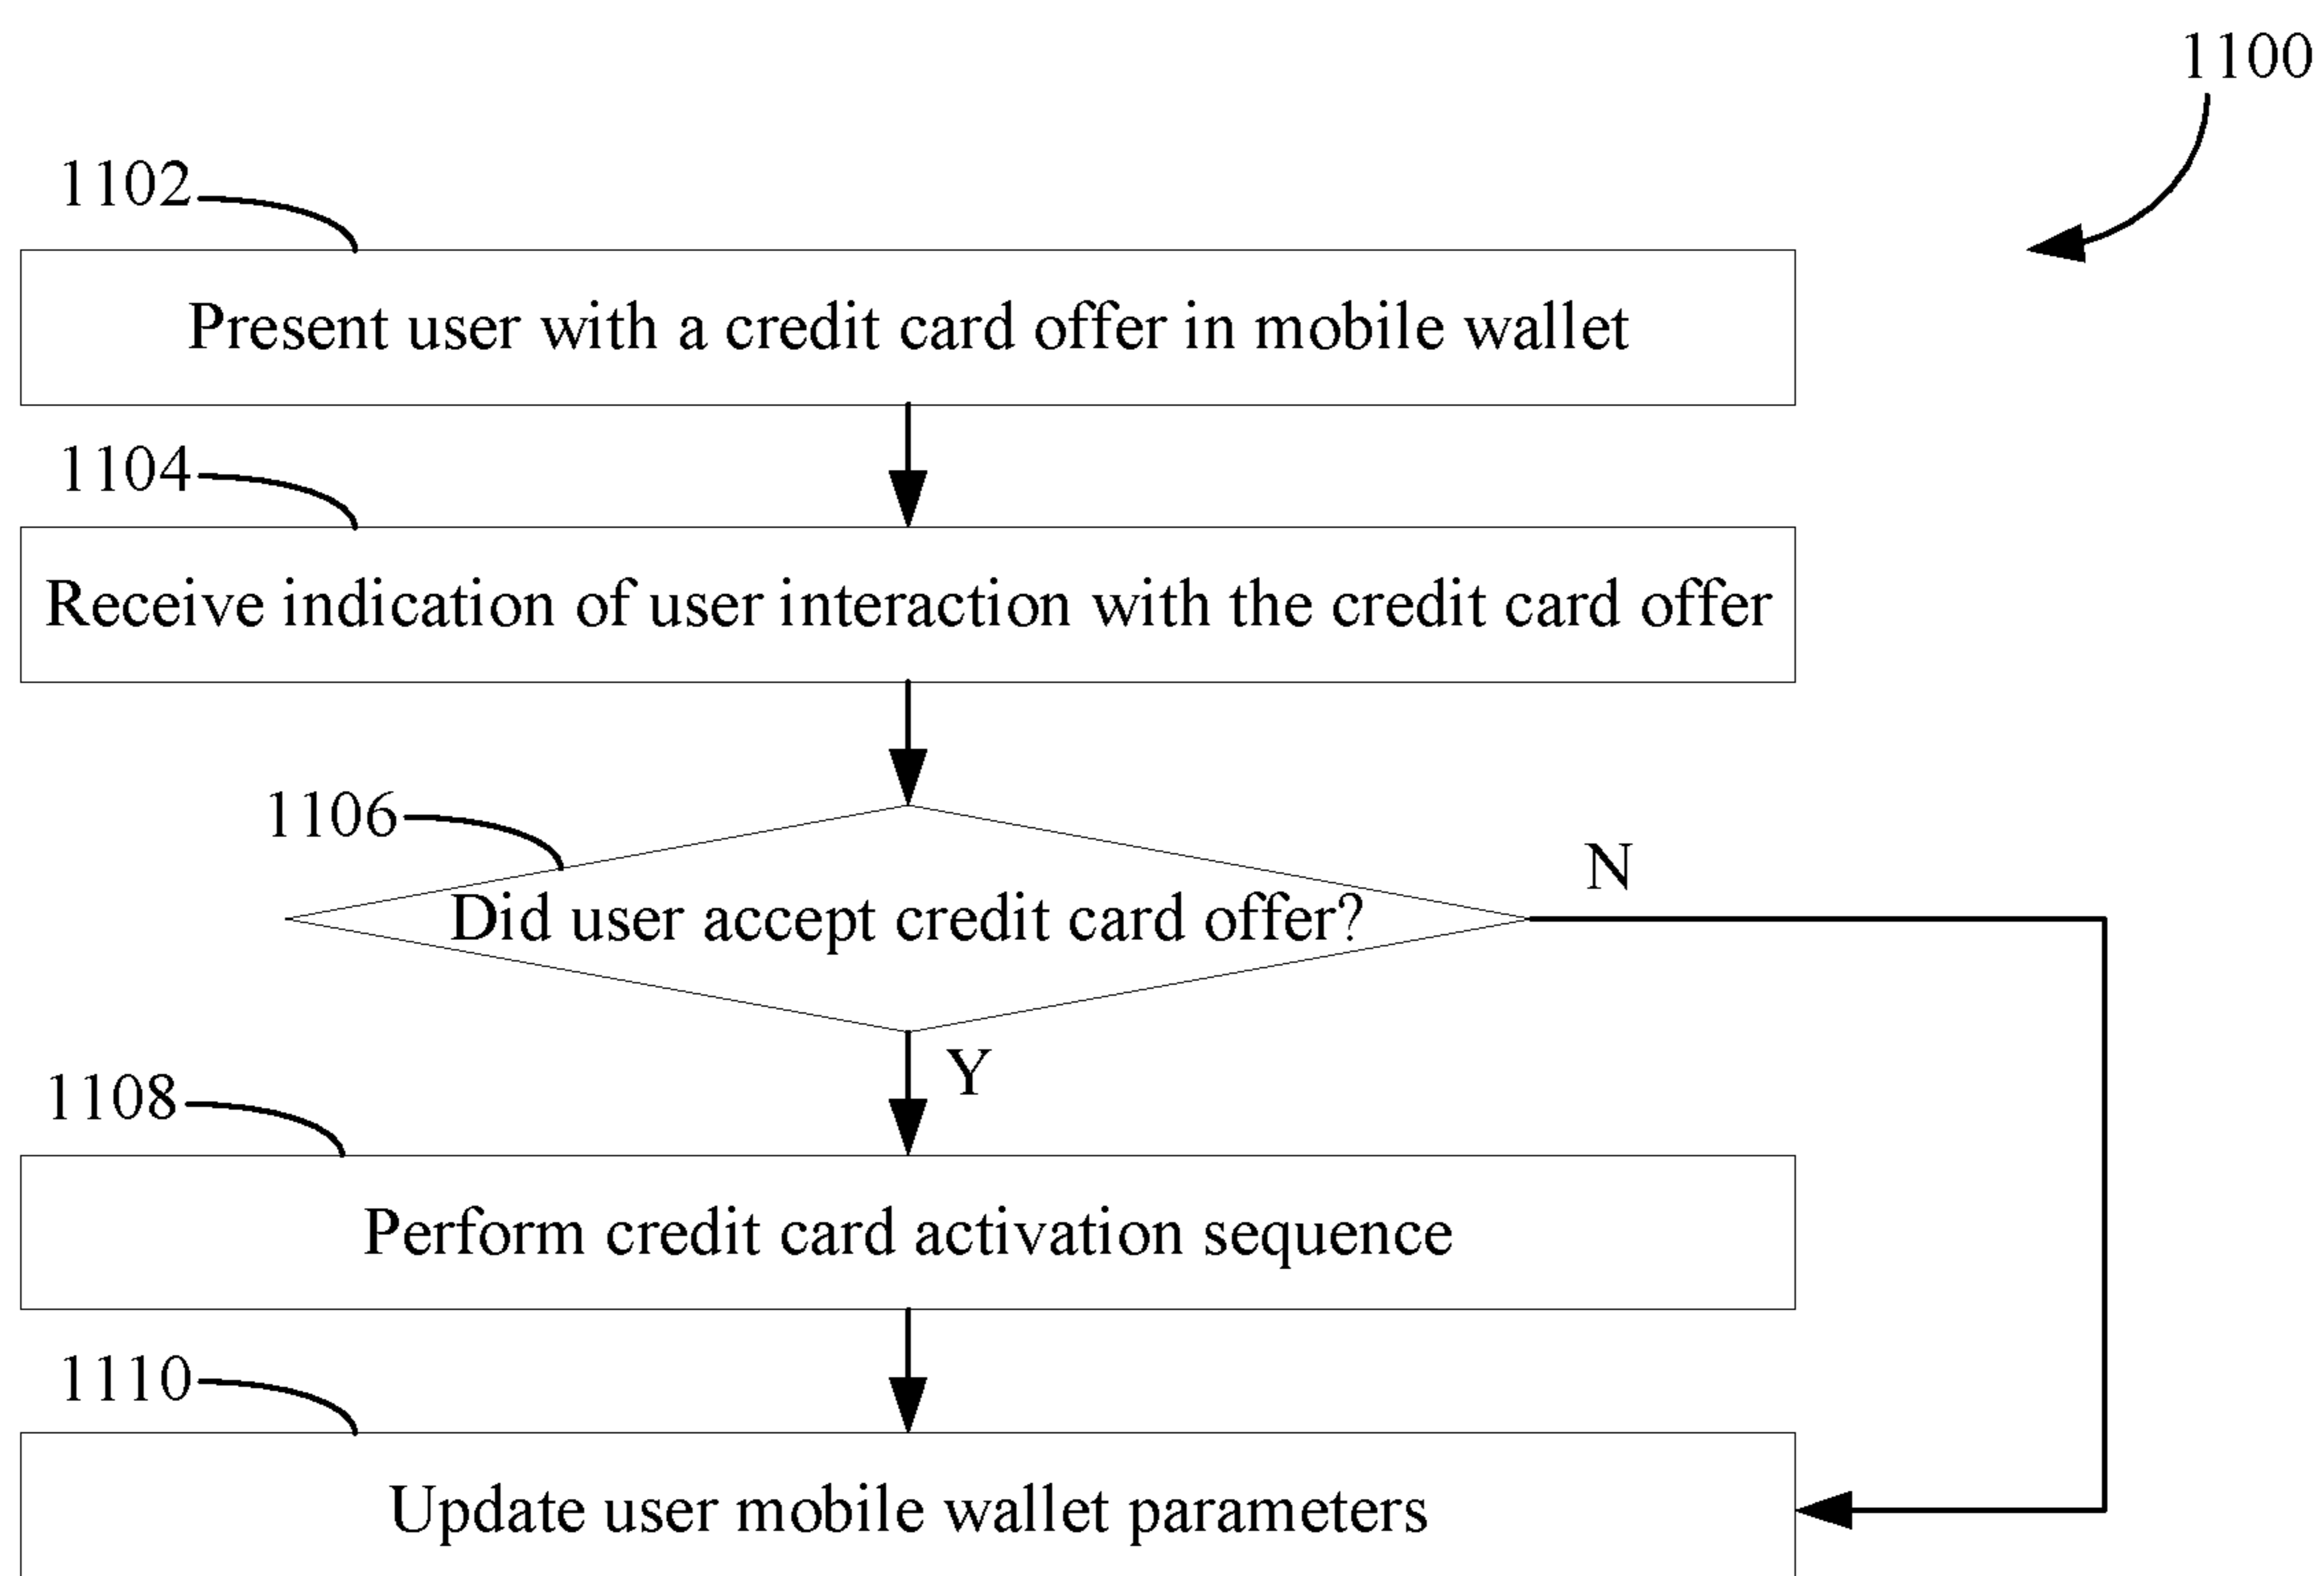 1100
1102
Present user with a credit card offer in mobile wallet
1104
Receive indication of user interaction with the credit card offer
1106
N
Did user accept credit card offer?
Y
1108
Perform credit card activation sequence
1110
Update user mobile wallet parameters